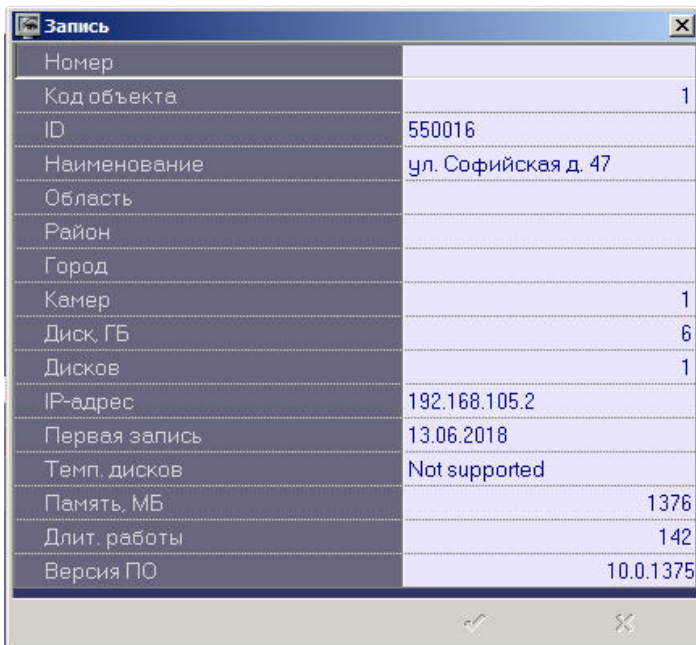 Запись
Номер
Код объекта 1
ID 550016
Наименование ул. Софийская д. 47
Область
Район
Город
Камер 1
Диск, ГБ 6
Дисков 1
IP-адрес 192.168.105.2
Первая запись 13.06.2018
Темп. дисков Not supported
Память, МБ 1376
Длит. работы 142
Версия ПО 10.0.1375